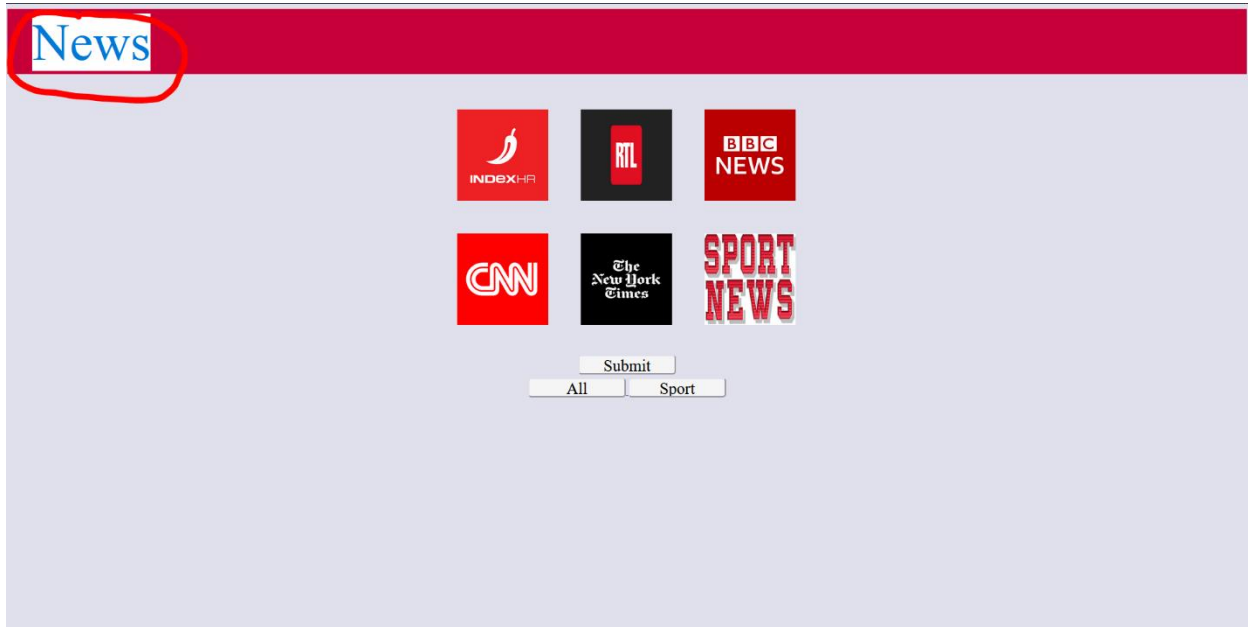 News
INDEXHR
RTL
BBC
NEWS
CNN
The
New York
Times
SPORT
NEWS
Submit
All
Sport